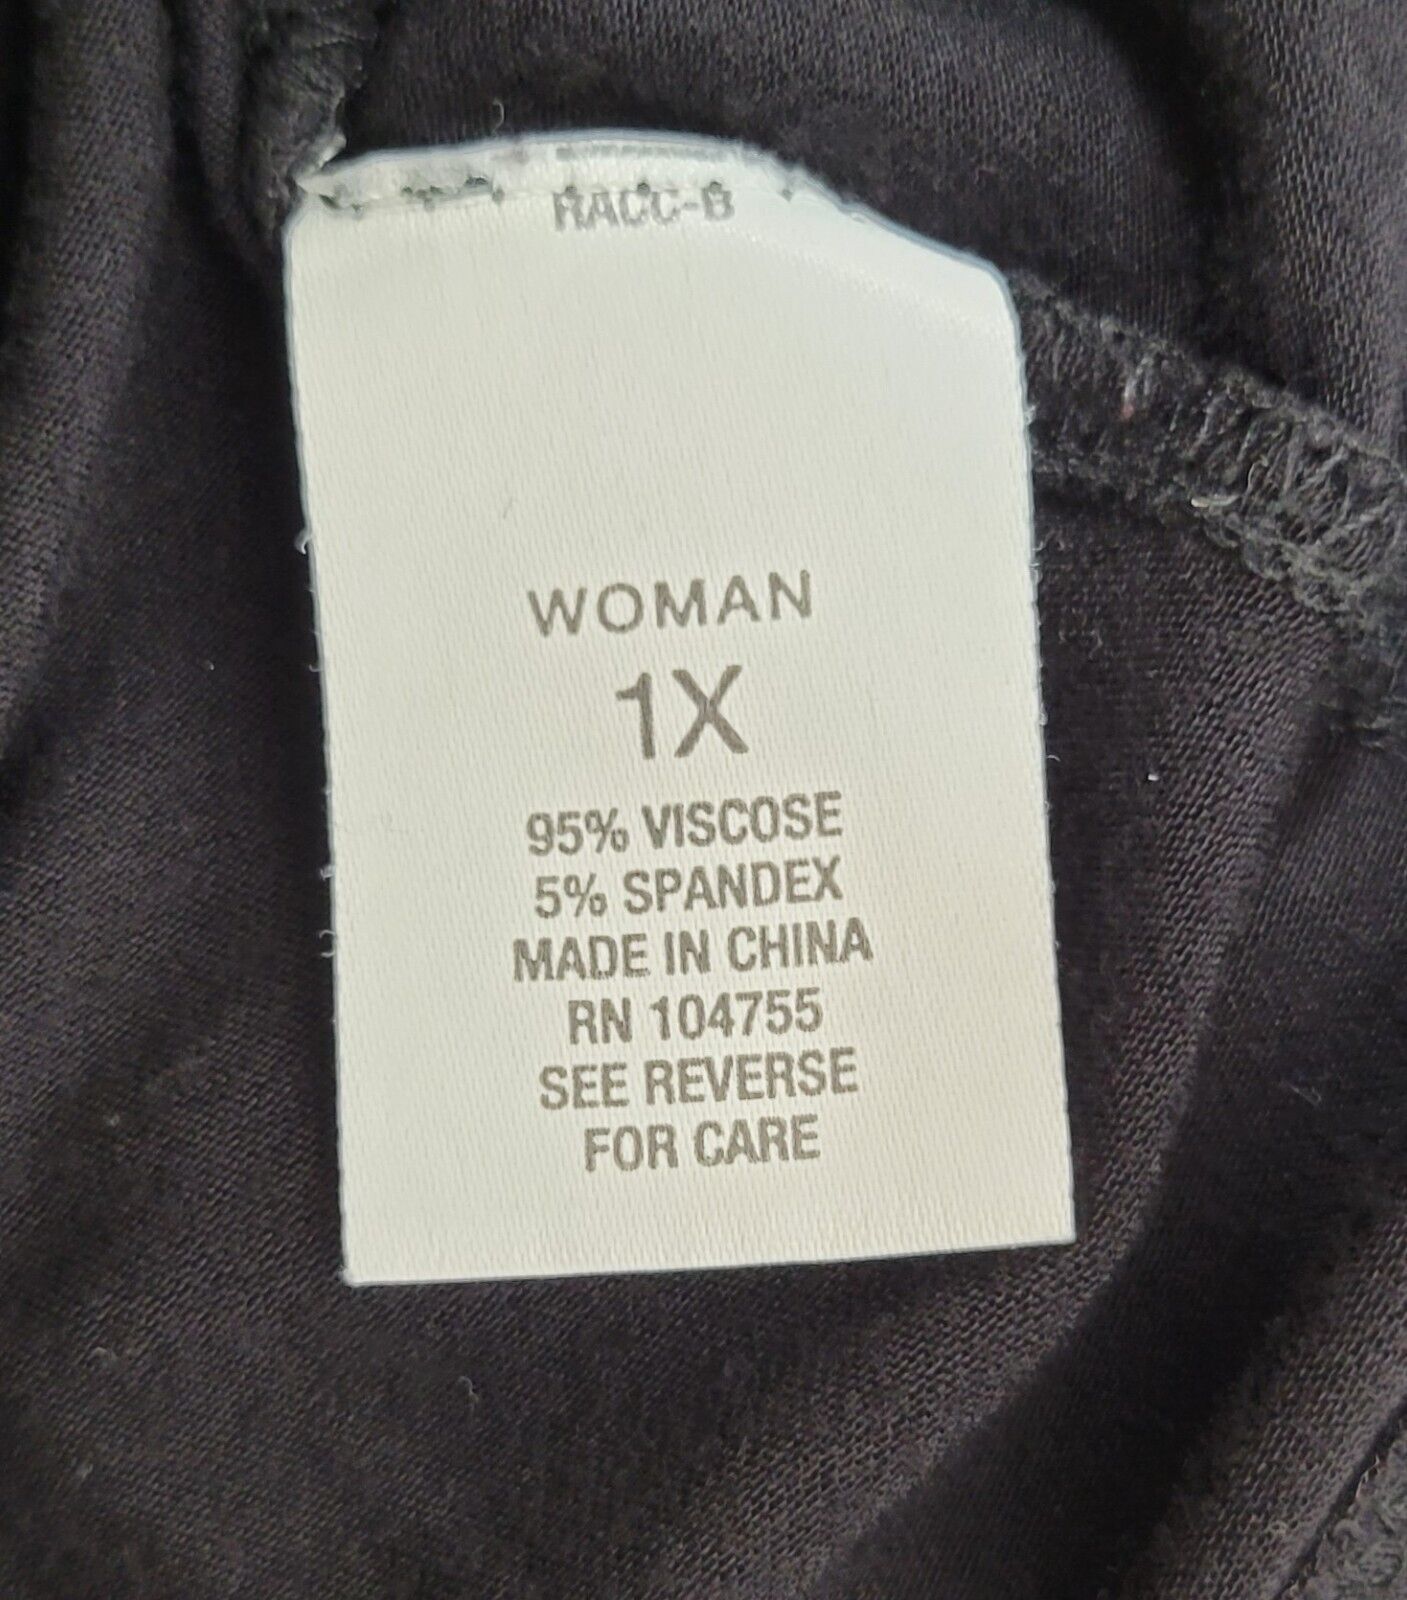 RACC-B
WOMAN
1X
95% VISCOSE
5% SPANDEX
MADE IN CHINA
RN 104755
SEE REVERSE
FOR CARE